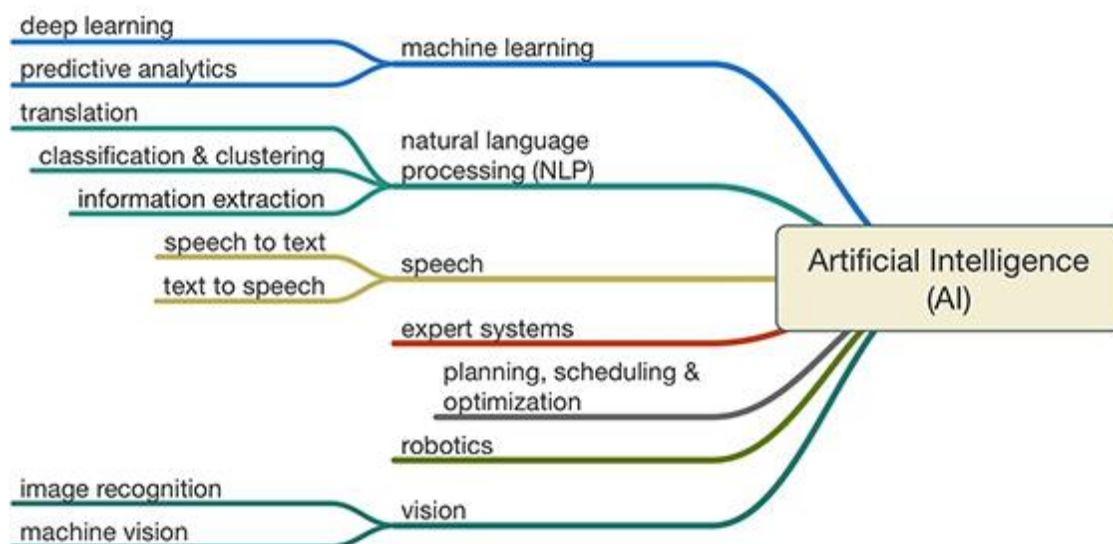 deep learning
machine learning
predictive analytics
translation
natural language
processing (NLP)
classification & clustering
information extraction
speech to text
speech
text to speech
Artificial Intelligence
(AI)
expert systems
planning, scheduling &
optimization
robotics
image recognition
vision
machine vision